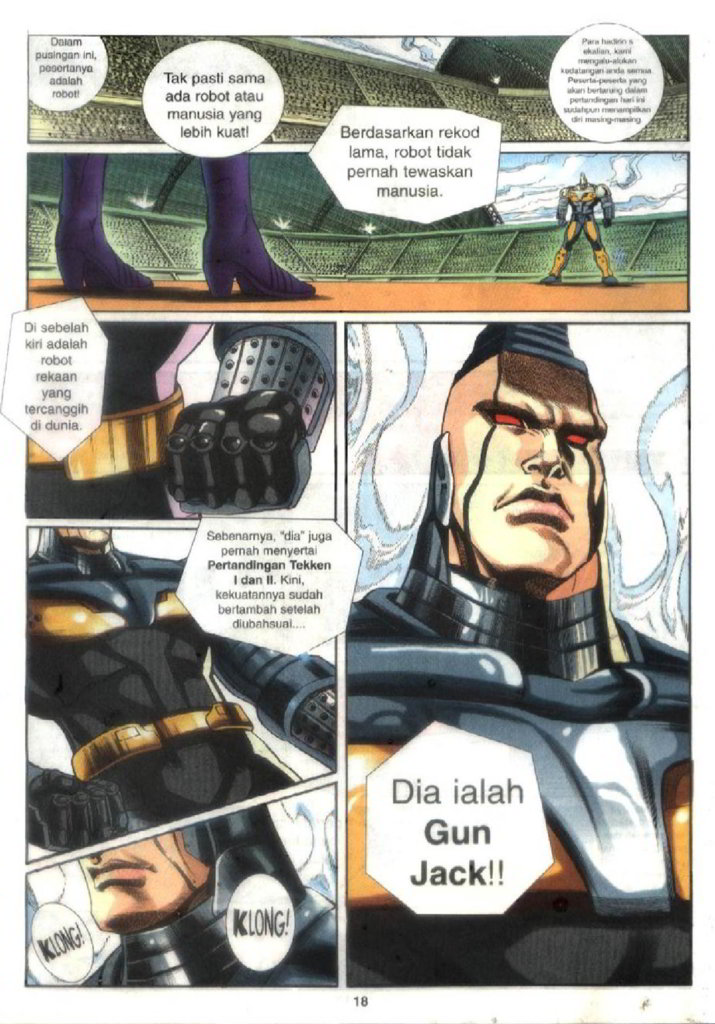 Dalam
pusingan ini,
pesertanya
adalah
robot!
Tak pasti sama
ada robot atau
manusia yang
lebih kuat!
Para hadirin s
ekalian, kami
mengalu-alukan
kedatangan anda semua.
Peserta-peserta yang
akan bertarung dalam
pertandingan hari ini
sudahpun menampilkan
diri masing-masing.
Berdasarkan rekod
lama, robot tidak
pernah tewaskan
manusia.
Di sebelah
kiri adalah
robot
rekaan
yang
tercanggih
di dunia.
Sebenarnya, "dia" juga
pernah menyertai
Pertandingan Tekken
I dan II. Kini,
kekuatannya sudah
bertambah setelah
diubahsuai....
KLONG!
KLONG!
Dia ialah
Gun
Jack!!
18